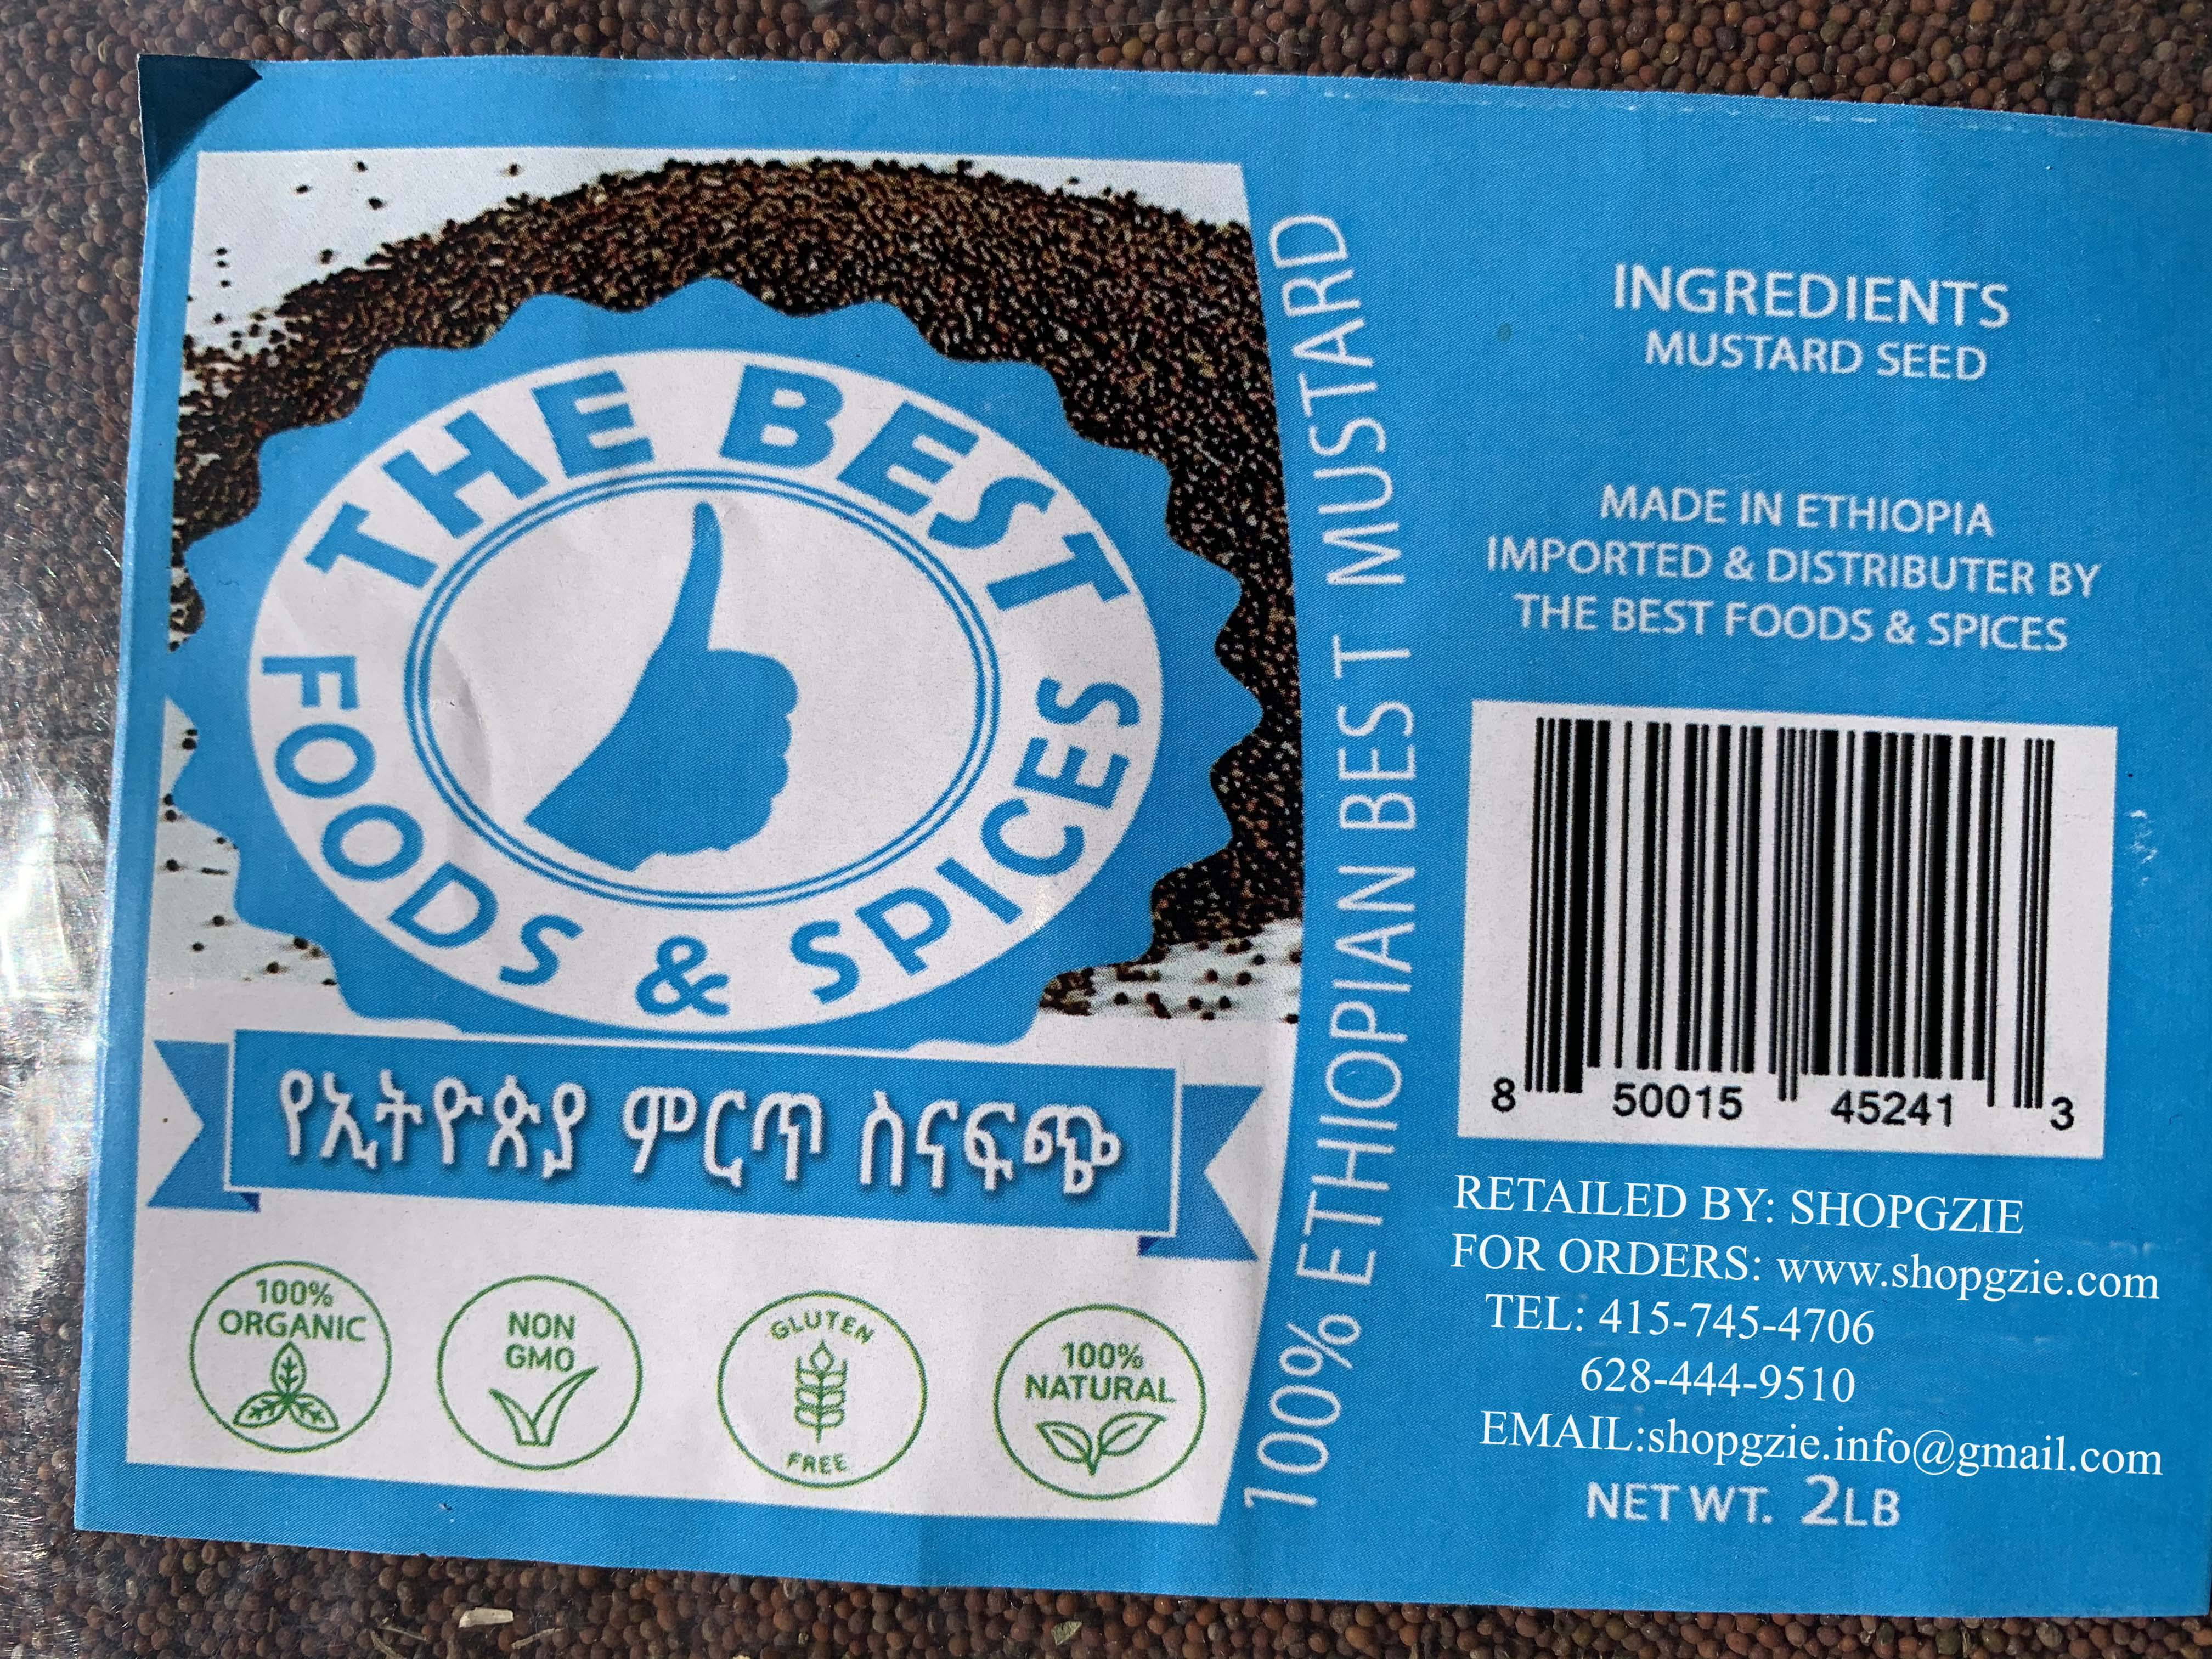 THE BEST
FOODS & SPICES
የኢትዮጵያ ምርጥ ስናፍጭ
100%
ORGANIC
NON
GMO
GLUTEN
FREE
100%
NATURAL
100% ETHIOPIAN BEST MUSTARD
INGREDIENTS
MUSTARD SEED
MADE IN ETHIOPIA
IMPORTED & DISTRIBUTER BY
THE BEST FOODS & SPICES
8 50015 45241 3
RETAILED BY: SHOPGZIE
FOR ORDERS: www.shopgzie.com
TEL: 415-745-4706
628-444-9510
EMAIL:shopgzie.info@gmail.com
NET WT. 2LB